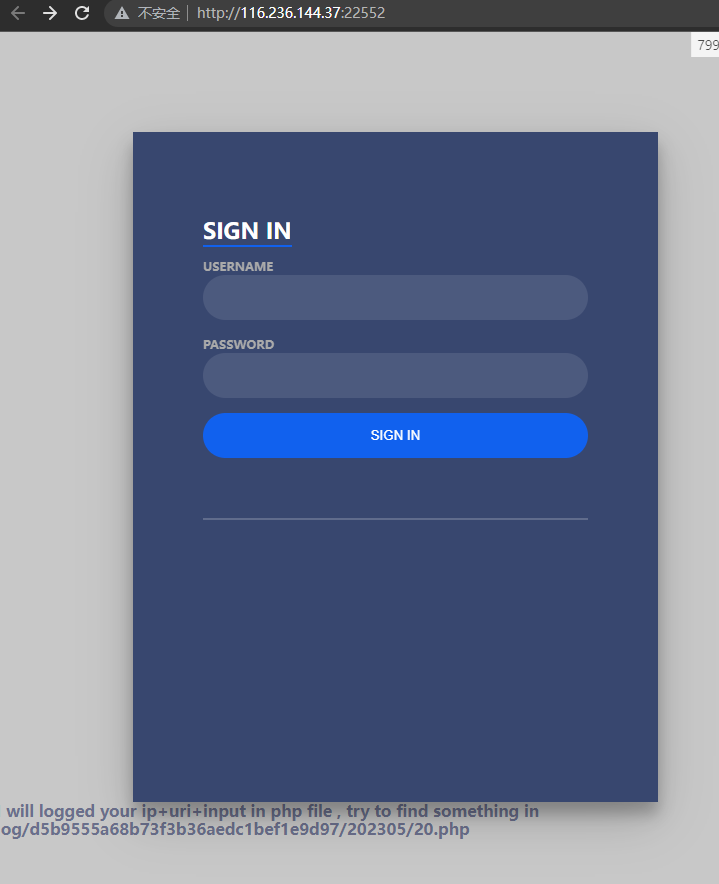 不安全 http://116.236.144.37:22552
799
SIGN IN
USERNAME
PASSWORD
SIGN IN
will logged your ip+uri+input in php file , try to find something in
og/d5b9555a68b73f3b36aedc1bef1e9d97/202305/20.php